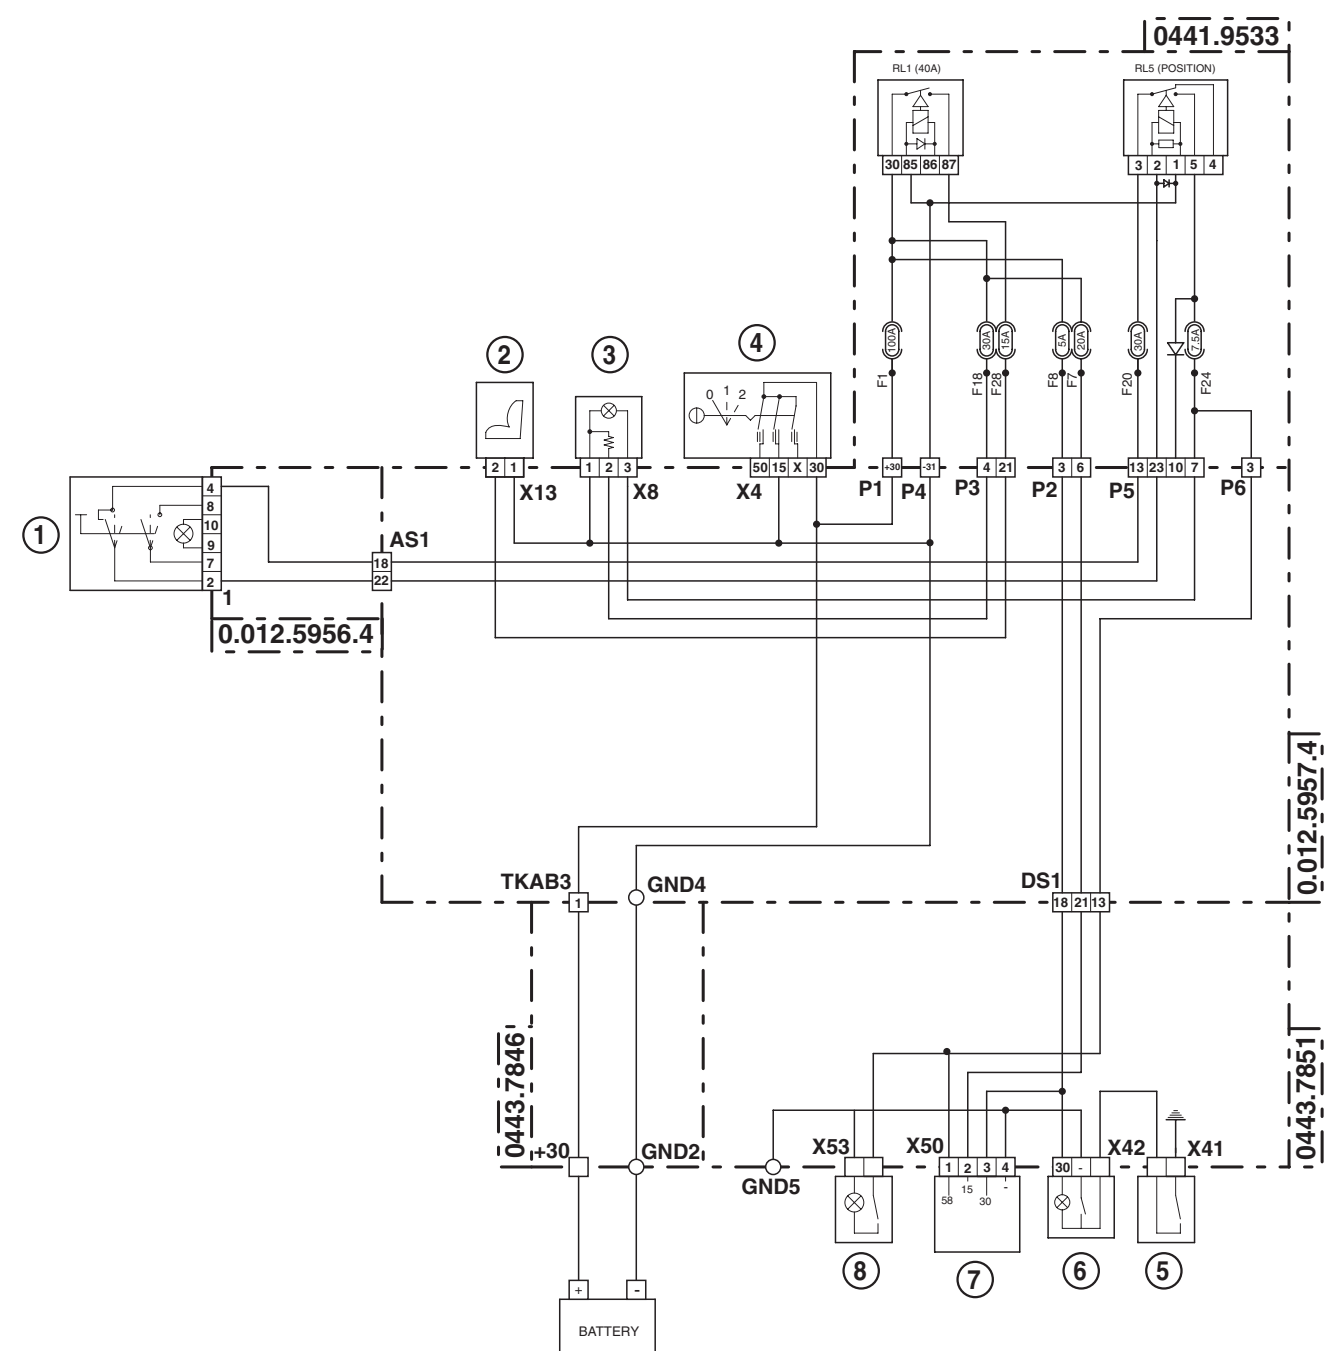 0441.9533
RL1 (40A)
RL5 (POSITION)
30 85 86 87
3 2 1 5 4
100A
30A
15A
5A
20A
30A
7.5A
F1
F18
F28
F8
F7
F20
F24
2
3
4
0 1 2
2 1
X13
1 2 3
X8
50 15 X 30
X4
+30
P1
-31
P4
4 21
P3
3 6
P2
13 23 10 7
P5
3
P6
1
4
8
10
9
7
2
1
AS1
18
22
0.012.5956.4
0.012.5957.4
TKAB3
1
GND4
DS1
18 21 13
0443.7846
0443.7851
+30
GND2
GND5
X53
X50
1 2 3 4
58
15
30
-
30 -
X42
X41
8
7
6
5
+ -
BATTERY